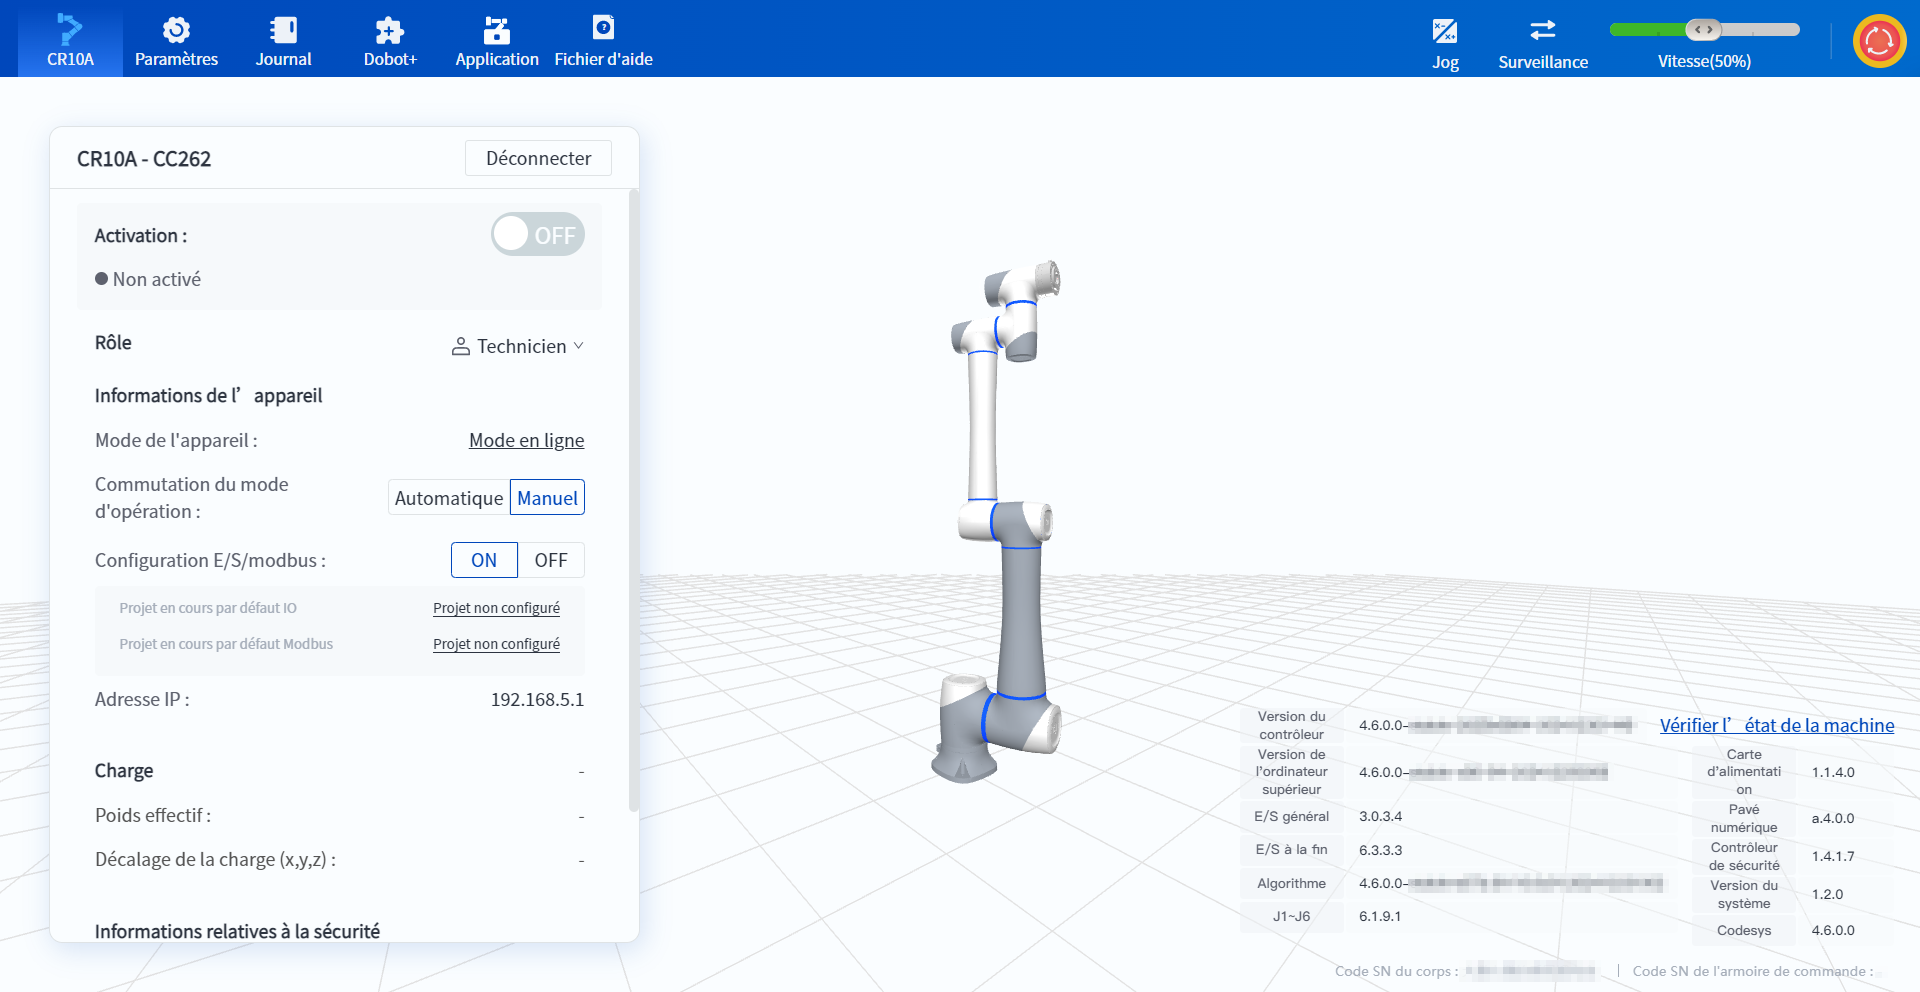 CR10A
Paramètres
Journal
Dobot+
Application
Fichier d'aide
Jog
Surveillance
Vitesse(50%)
CR10A - CC262
Déconnecter
Activation :
OFF
Non activé
Rôle
Technicien
Informations de l’ appareil
Mode de l'appareil :
Mode en ligne
Commutation du mode
d'opération :
Automatique
Manuel
Configuration E/S/modbus :
ON
OFF
Projet en cours par défaut IO
Projet non configuré
Projet en cours par défaut Modbus
Projet non configuré
Adresse IP :
192.168.5.1
Charge
-
Poids effectif :
-
Décalage de la charge (x,y,z) :
-
Informations relatives à la sécurité
Version du
contrôleur
4.6.0.0-
Version de
l'ordinateur
supérieur
4.6.0.0-
E/S général
3.0.3.4
E/S à la fin
6.3.3.3
Algorithme
4.6.0.0-
J1~J6
6.1.9.1
Vérifier l’ état de la machine
Carte
d'alimentati
on
1.1.4.0
Pavé
numérique
a.4.0.0
Contrôleur
de sécurité
1.4.1.7
Version du
système
1.2.0
Codesys
4.6.0.0
Code SN du corps :
Code SN de l'armoire de commande :